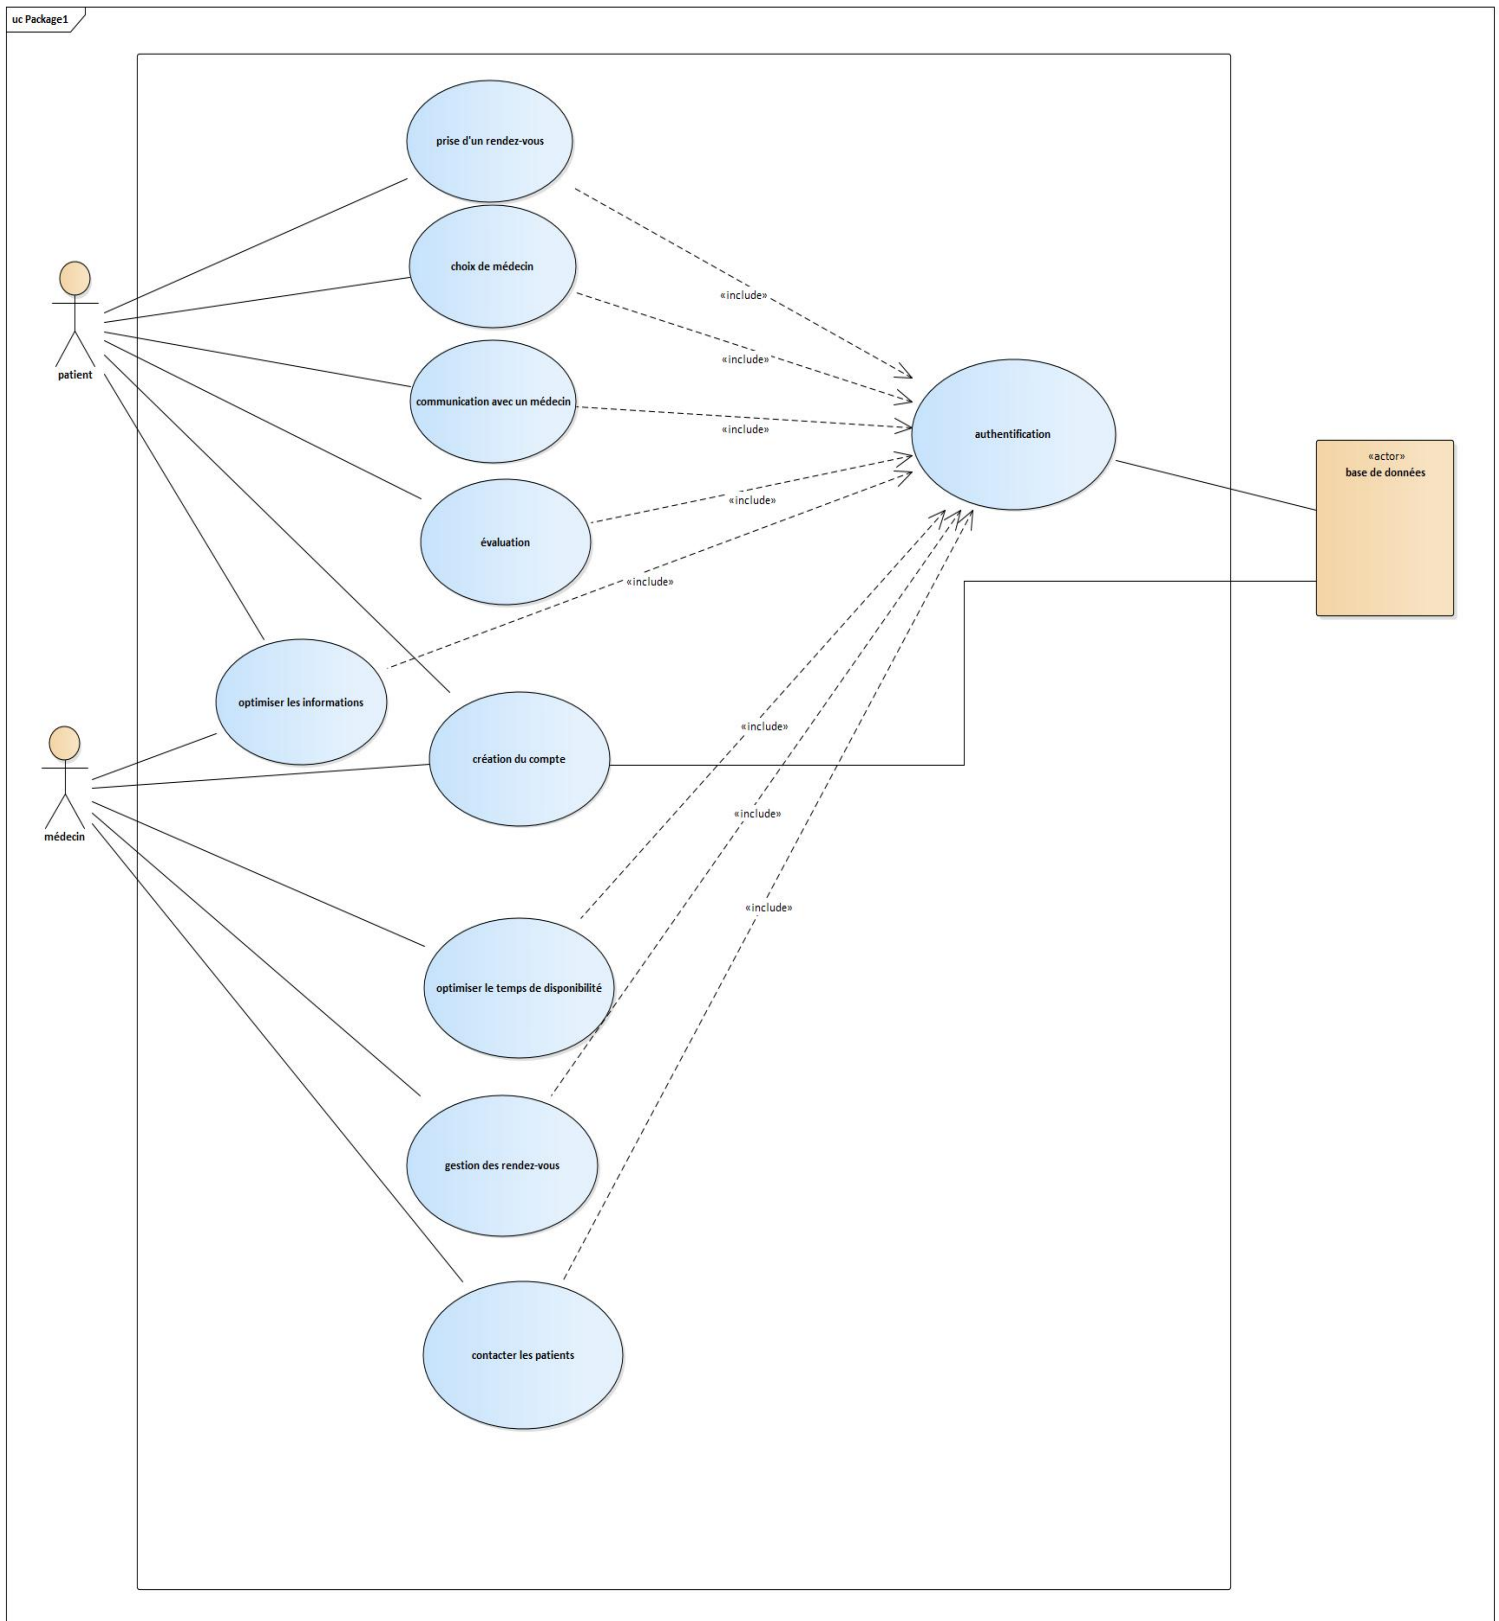 uc Package1
prise d'un rendez-vous
choix de médecin
«include»
patient
«include»
communication avec un médecin
«include»
authentification
«actor»
base de données
«include»
évaluation
«include»
optimiser les informations
«include»
création du compte
médecin
«include»
«include»
optimiser le temps de disponibilité
gestion des rendez-vous
contacter les patients